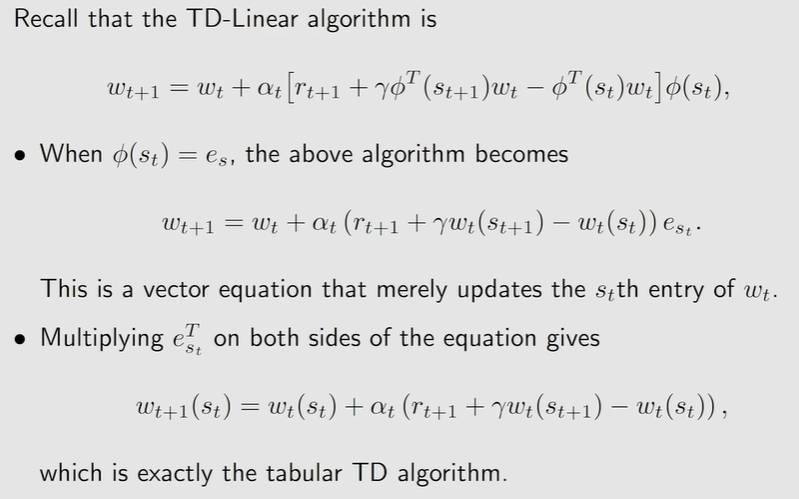 Recall that the TD-Linear algorithm is
$w_{t+1} = w_t + \alpha_t \left[ r_{t+1} + \gamma \phi^T(s_{t+1}) w_t - \phi^T(s_t) w_t \right] \phi(s_t),$
• When $\phi(s_t) = e_s$, the above algorithm becomes
$w_{t+1} = w_t + \alpha_t \left( r_{t+1} + \gamma w_t(s_{t+1}) - w_t(s_t) \right) e_{s_t}.$
This is a vector equation that merely updates the $s_t$th entry of $w_t$.
• Multiplying $e_{s_t}^T$ on both sides of the equation gives
$w_{t+1}(s_t) = w_t(s_t) + \alpha_t \left( r_{t+1} + \gamma w_t(s_{t+1}) - w_t(s_t) \right),$
which is exactly the tabular TD algorithm.